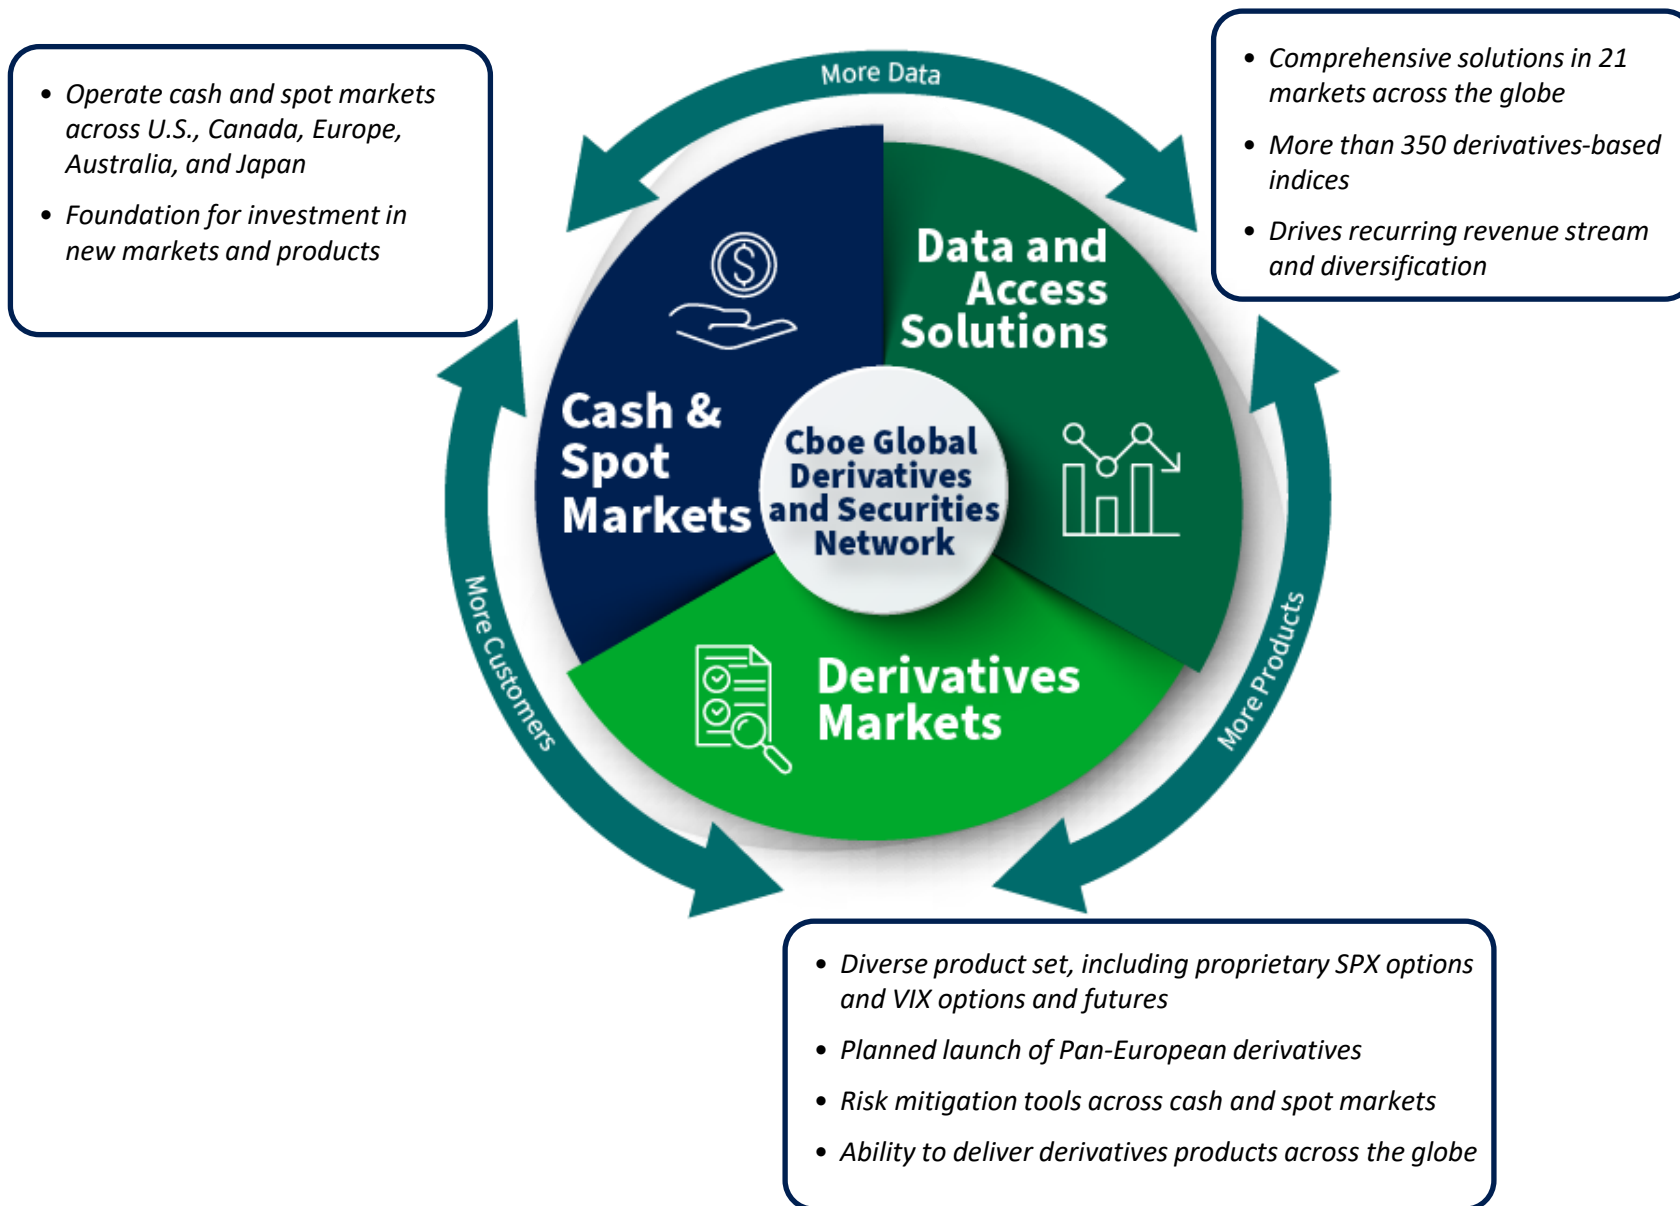 • Operate cash and spot markets
across U.S., Canada, Europe,
Australia, and Japan
• Foundation for investment in
new markets and products
More Data
• Comprehensive solutions in 21
markets across the globe
• More than 350 derivatives-based
indices
• Drives recurring revenue stream
and diversification
Data and
Access
Solutions
Cash &
Spot
Markets
Cboe Global
Derivatives
and Securities
Network
More Customers
Derivatives
Markets
More Products
• Diverse product set, including proprietary SPX options
and VIX options and futures
• Planned launch of Pan-European derivatives
• Risk mitigation tools across cash and spot markets
• Ability to deliver derivatives products across the globe